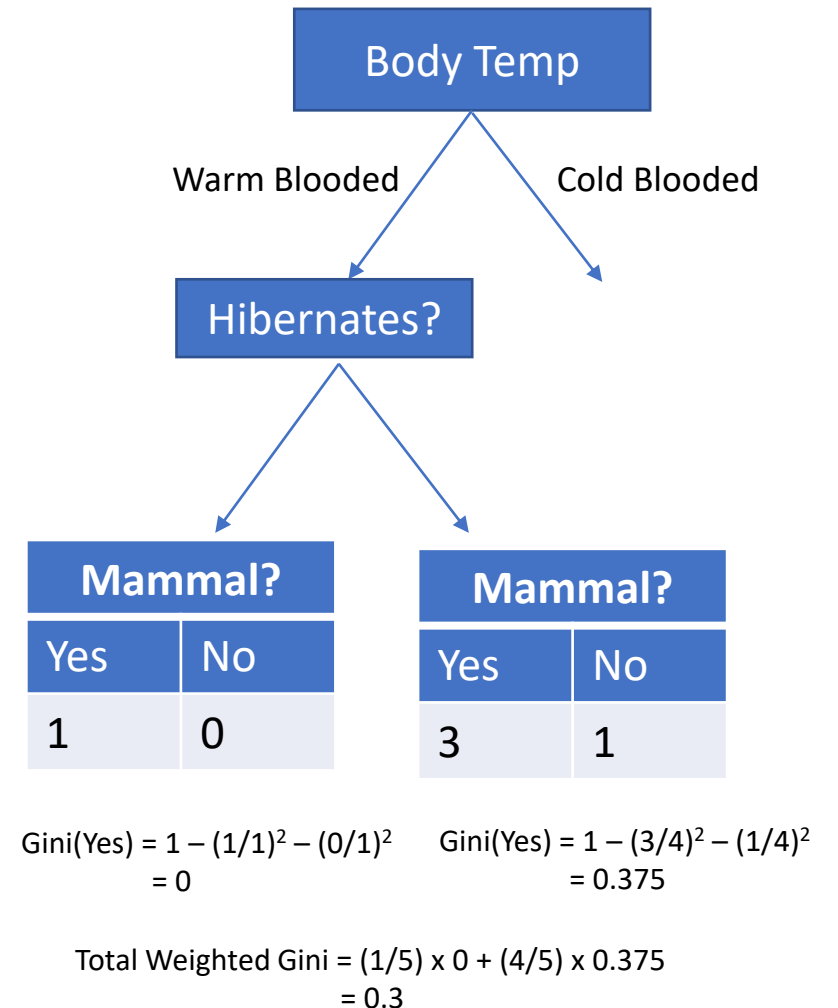 Body Temp
Warm Blooded
Cold Blooded
Hibernates?
Mammal?
Yes No
1 0
Mammal?
Yes No
3 1
Gini(Yes) = 1 – (1/1)² – (0/1)²
= 0
Gini(Yes) = 1 – (3/4)² – (1/4)²
= 0.375
Total Weighted Gini = (1/5) x 0 + (4/5) x 0.375
= 0.3